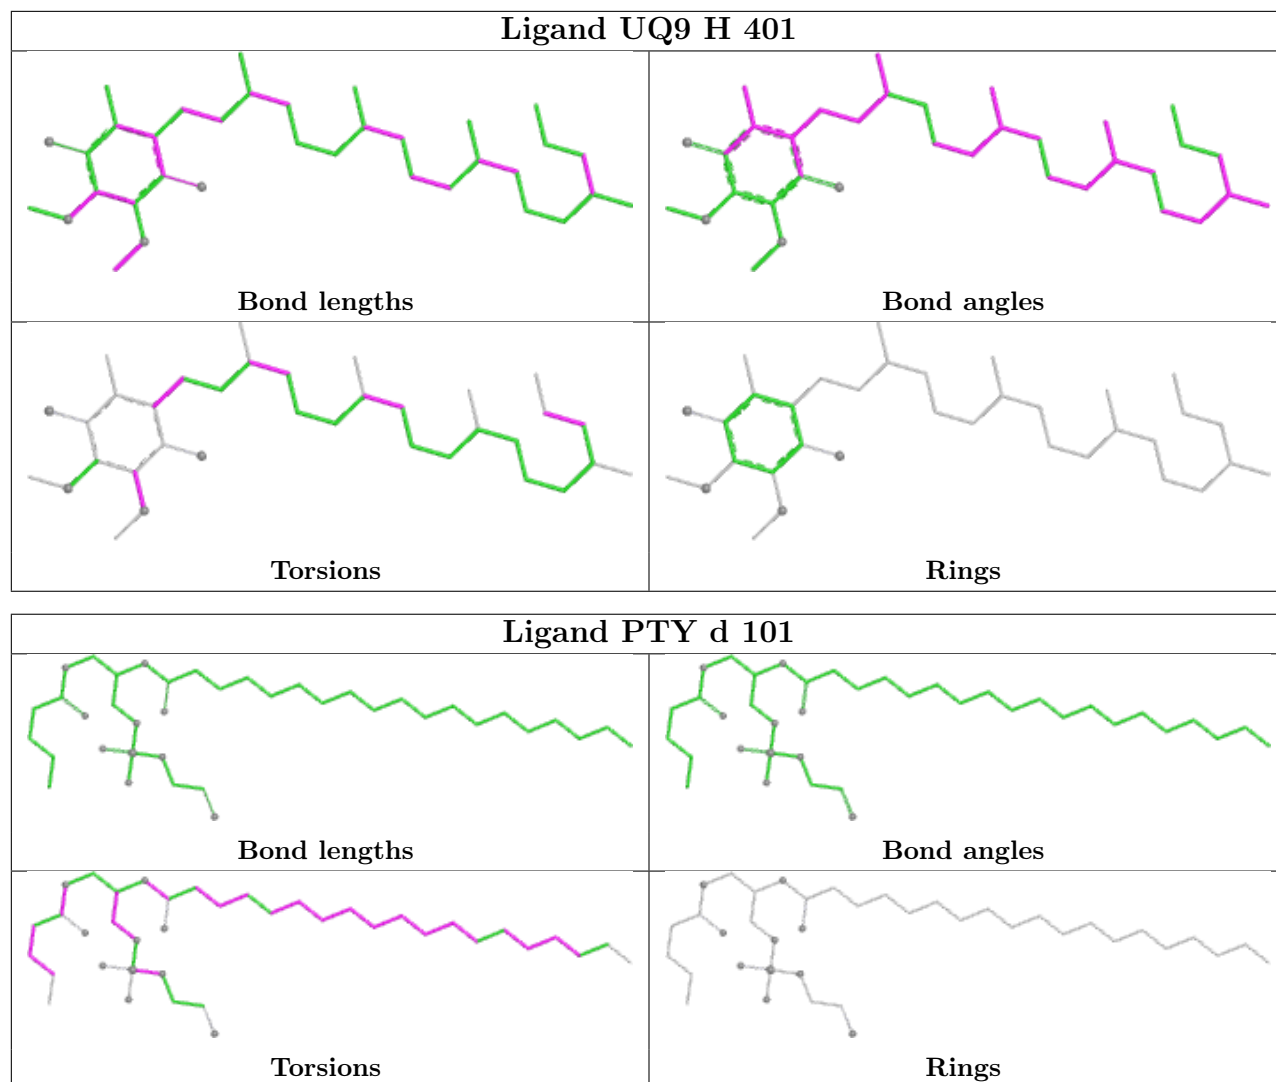 Ligand UQ9 H 401
Bond lengths
Bond angles
Torsions
Rings
Ligand PTY d 101
Bond lengths
Bond angles
Torsions
Rings